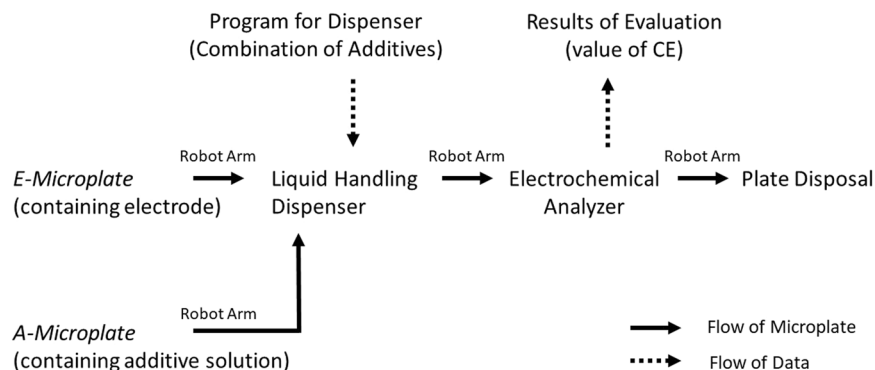 Program for Dispenser
(Combination of Additives)
Results of Evaluation
(value of CE)
Robot Arm
Robot Arm
Robot Arm
E-Microplate
(containing electrode)
Liquid Handling
Dispenser
Electrochemical
Analyzer
Plate Disposal
Robot Arm
A-Microplate
(containing additive solution)
Flow of Microplate
Flow of Data